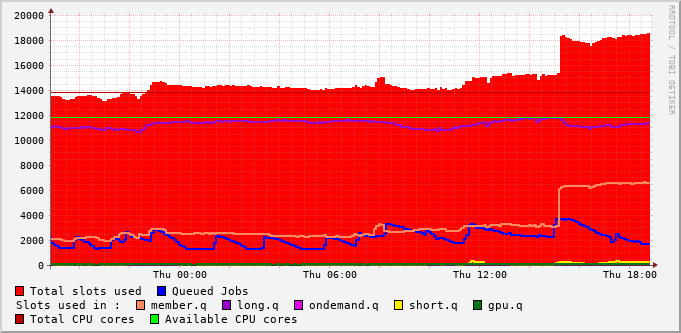 20000
18000
16000
14000
12000
10000
8000
6000
4000
2000
0
Thu 00:00 Thu 06:00 Thu 12:00 Thu 18:00
RRDTOOL / TOBI OETIKER
Total slots used Queued Jobs
Slots used in : member.q long.q ondemand.q short.q gpu.q
Total CPU cores Available CPU cores